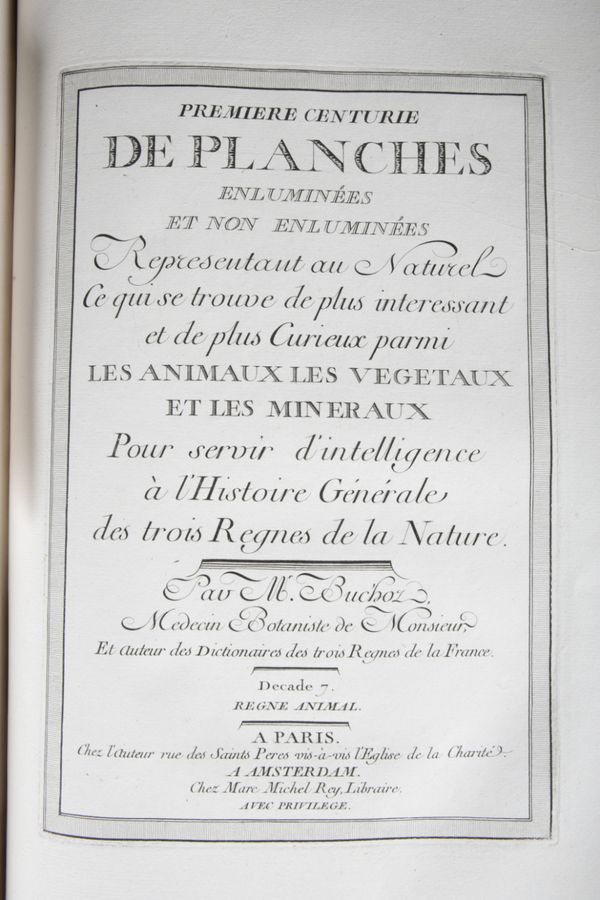 PREMIERE CENTURIE
DE PLANCHES
ENLUMINÉES
ET NON ENLUMINÉES
Representant au Naturel
Ce qui se trouve de plus interessant
et de plus Curieux parmi
LES ANIMAUX LES VEGETAUX
ET LES MINERAUX
Pour servir d'intelligence
à l'Histoire Générale
des trois Regnes de la Nature.
Par M. Buc'hoz,
Medecin Botaniste de Monsieur,
Et Auteur des Dictionaires des trois Regnes de la France.
Decade 7.
REGNE ANIMAL.
A PARIS.
Chez l'Auteur rue des Saints Peres vis-à-vis l'Eglise de la Charité.
A AMSTERDAM.
Chez Marc Michel Rey, Libraire.
AVEC PRIVILEGE.